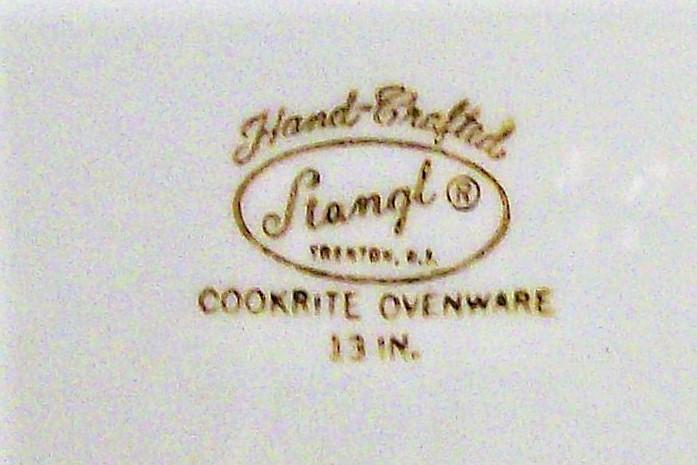 Hand-Crafted
Stangl ®
TRENTON, N.J.
COOKRITE OVENWARE
13 IN.